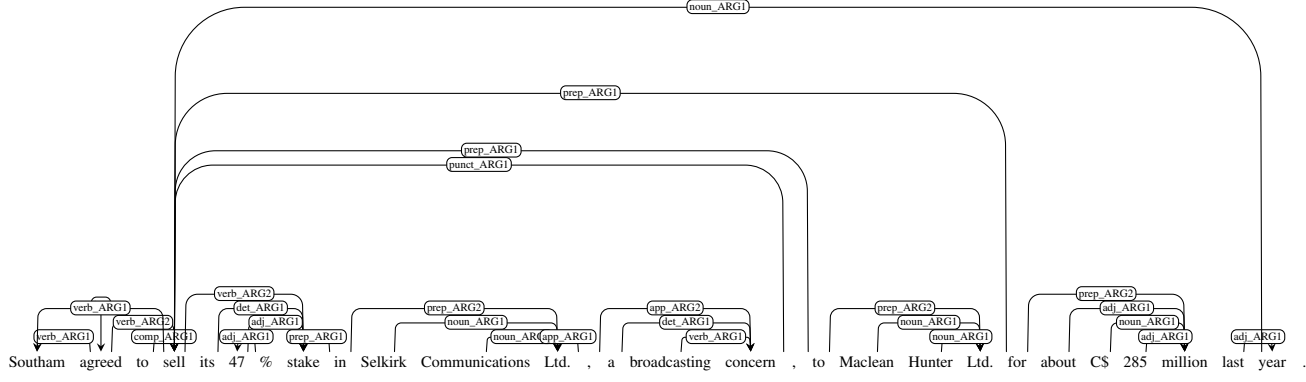 noun_ARG1
prep_ARG1
prep_ARG1
punct_ARG1
verb_ARG2
verb_ARG1 det_ARG1 prep_ARG2 app_ARG2 prep_ARG2 prep_ARG2 adj_ARG1
verb_ARG2 adj_ARG1 noun_ARG1 det_ARG1 noun_ARG1 noun_ARG1
verb_ARG1 comp_ARG1 adj_ARG1 prep_ARG1 app_ARG1 verb_ARG1 noun_ARG1 adj_ARG1 adj_ARG1
Southam agreed to sell its 47 % stake in Selkirk Communications Ltd. , a broadcasting concern , to Maclean Hunter Ltd. for about C$ 285 million last year .